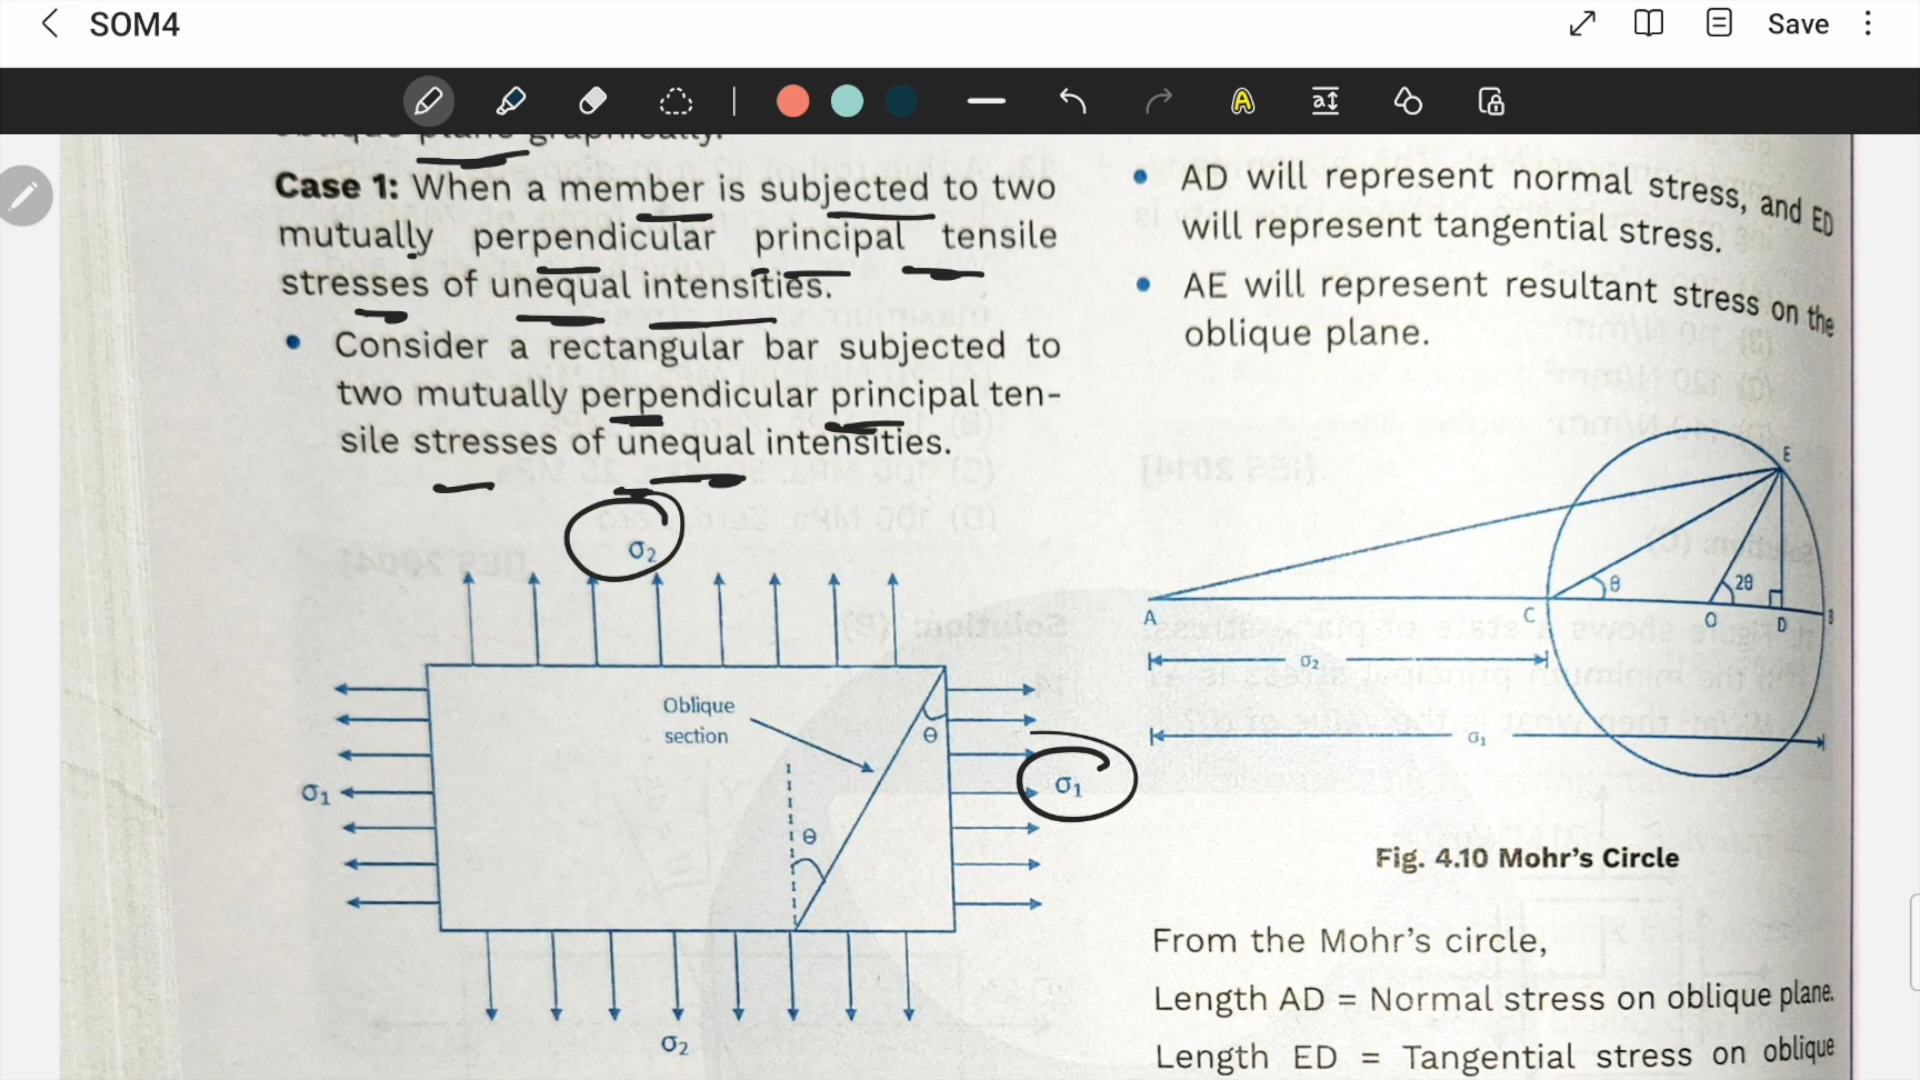 SOM4
Save
oblique plane graphically.
Case 1: When a member is subjected to two
mutually perpendicular principal tensile
stresses of unequal intensities.
• Consider a rectangular bar subjected to
two mutually perpendicular principal ten-
sile stresses of unequal intensities.
σ2
Oblique
section
θ
σ1
σ1
θ
σ2
• AD will represent normal stress, and ED
will represent tangential stress.
• AE will represent resultant stress on the
oblique plane.
E
θ
2θ
A
C
O
D
B
σ2
σ1
Fig. 4.10 Mohr’s Circle
From the Mohr’s circle,
Length AD = Normal stress on oblique plane.
Length ED = Tangential stress on oblique